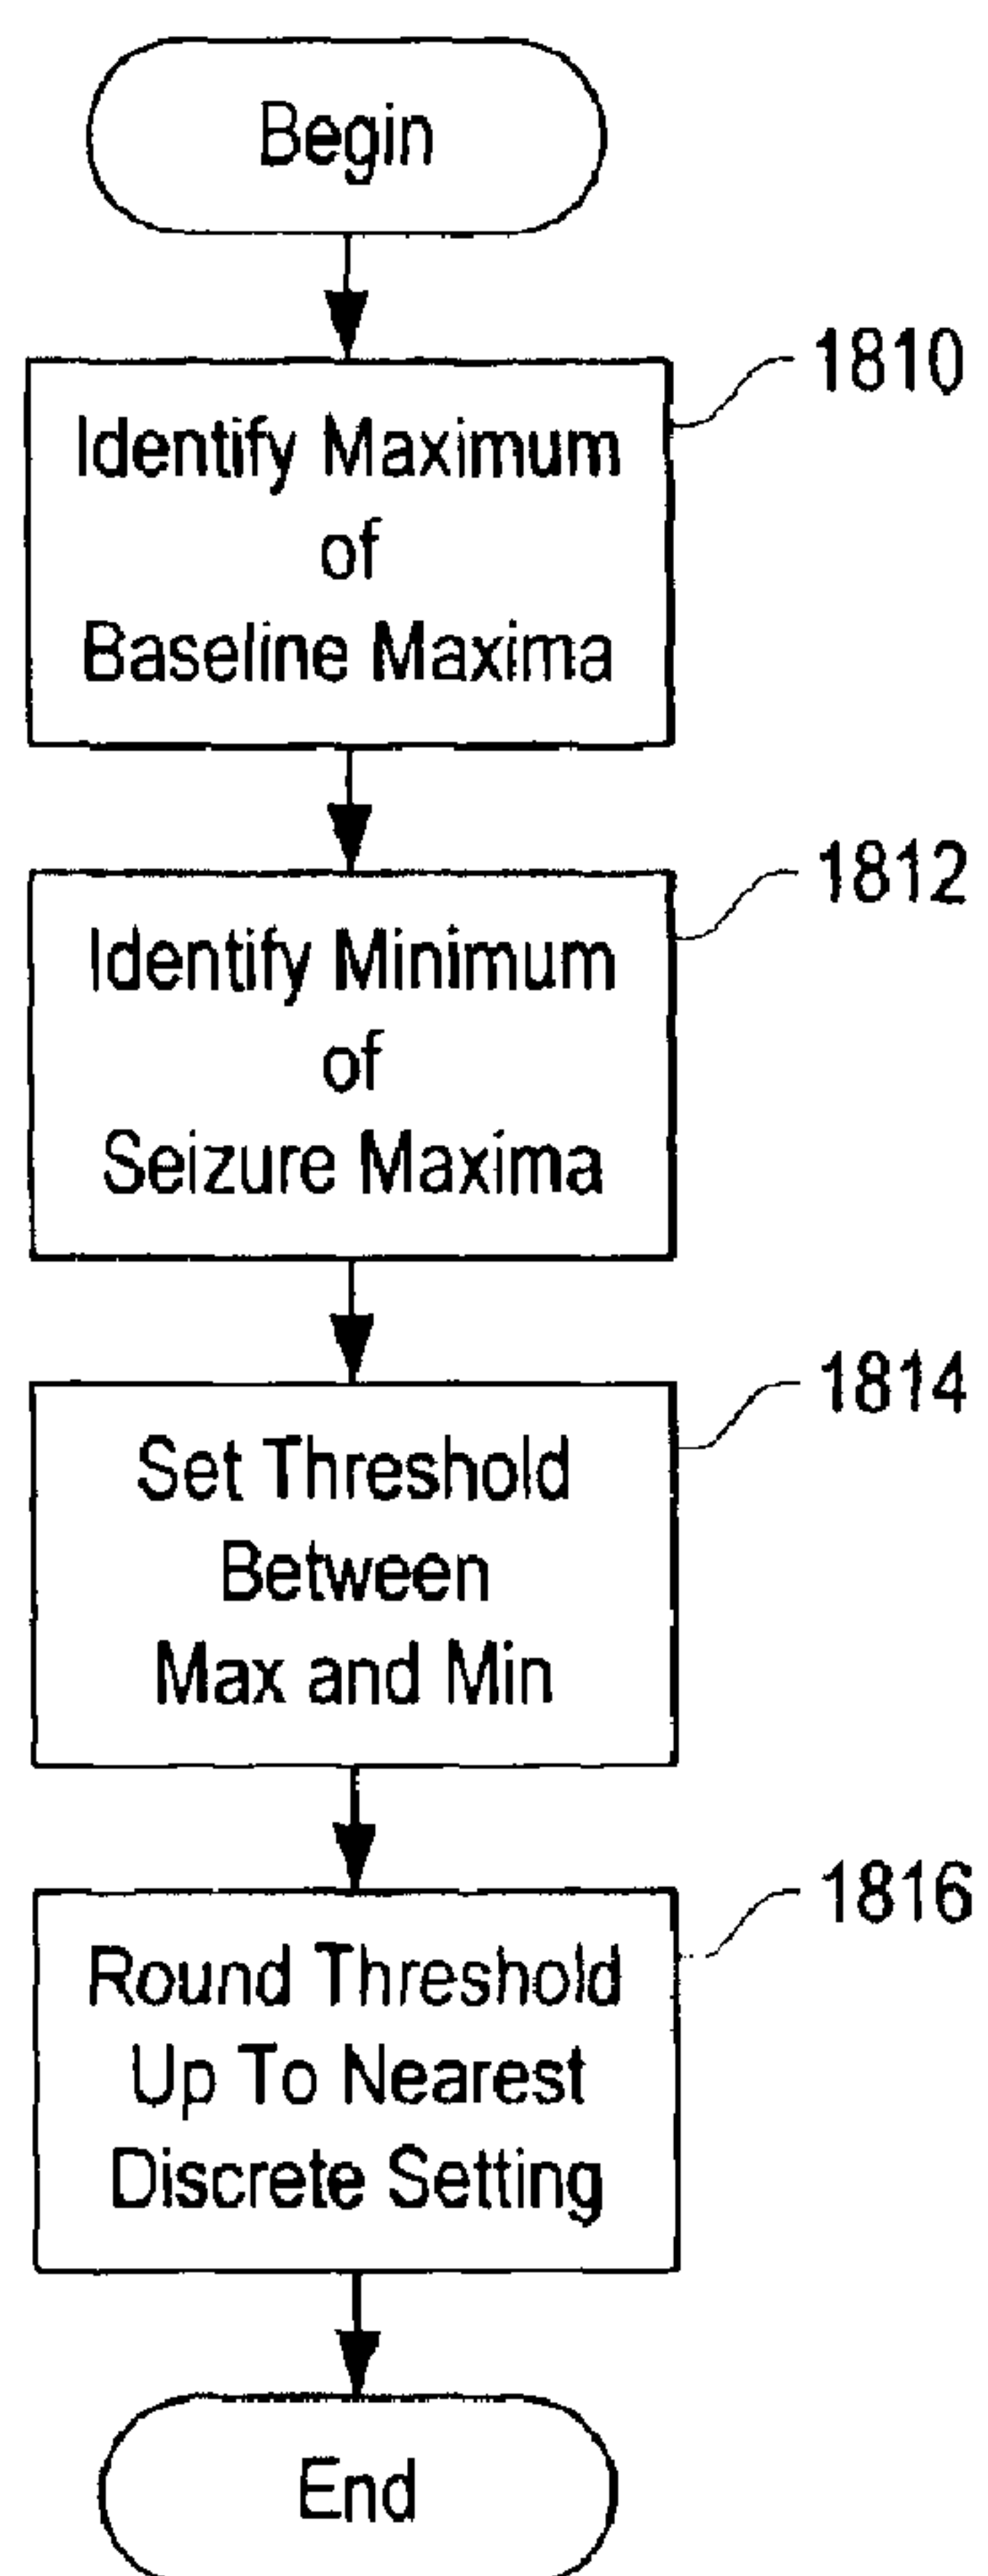 Begin
1810
Identify Maximum
of
Baseline Maxima
1812
Identify Minimum
of
Seizure Maxima
1814
Set Threshold
Between
Max and Min
1816
Round Threshold
Up To Nearest
Discrete Setting
End